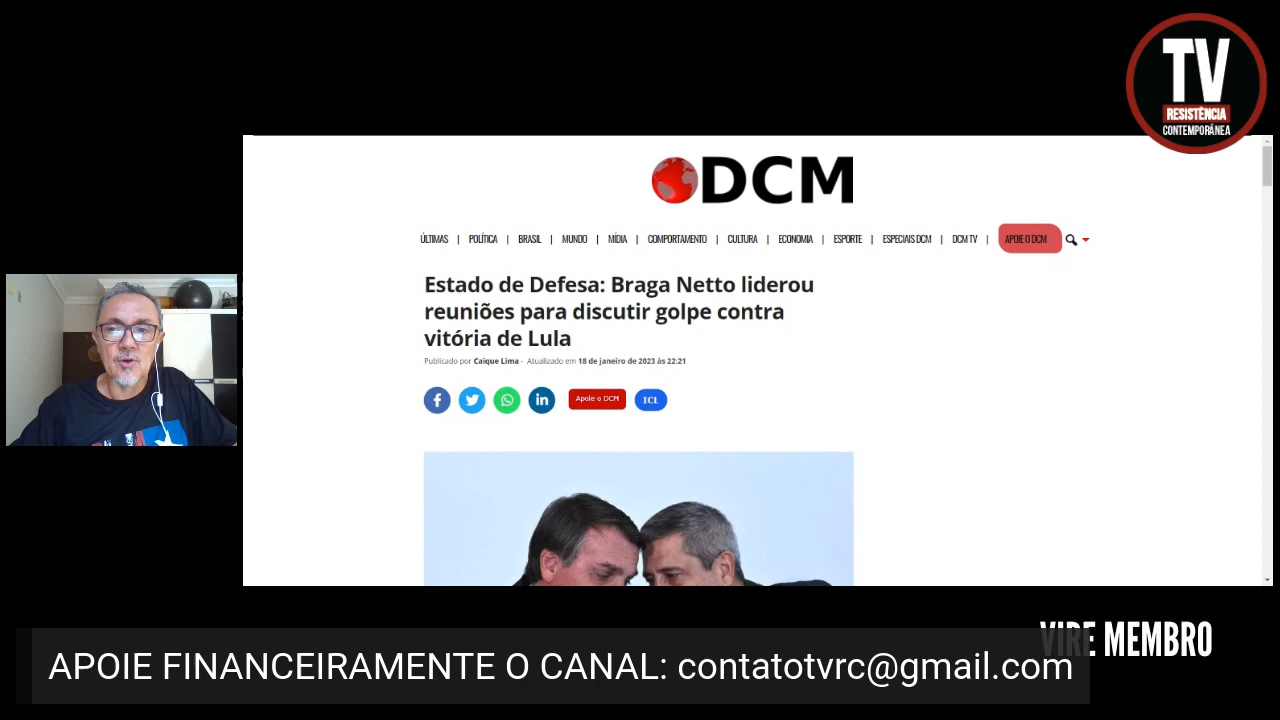 TV
RESISTÊNCIA
CONTEMPORÂNEA
DCM
ÚLTIMAS | POLÍTICA | BRASIL | MUNDO | MÍDIA | COMPORTAMENTO | CULTURA | ECONOMIA | ESPORTE | ESPECIAIS DCM | DCM TV | APOIE O DCM
Estado de Defesa: Braga Netto liderou
reuniões para discutir golpe contra
vitória de Lula
Publicado por Caique Lima - Atualizado em 18 de janeiro de 2023 às 22:21
Apoie o DCM ICL
VIRE MEMBRO
APOIE FINANCEIRAMENTE O CANAL: contatotvrc@gmail.com